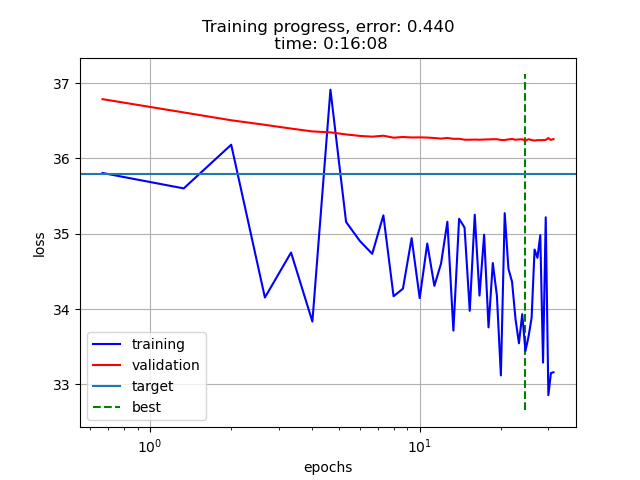 Training progress, error: 0.440
time: 0:16:08
37
36
35
34
33
loss
training
validation
target
best
10⁰
10¹
epochs